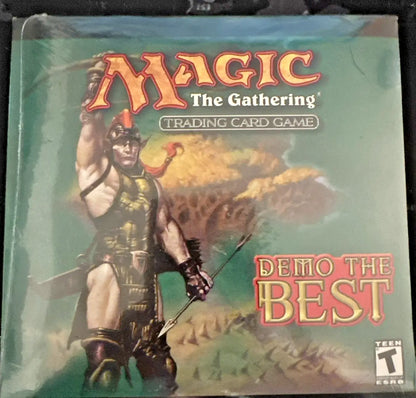 MAGIC
The Gathering®
TRADING CARD GAME
DEMO THE
BEST
TEEN
T
ESRB